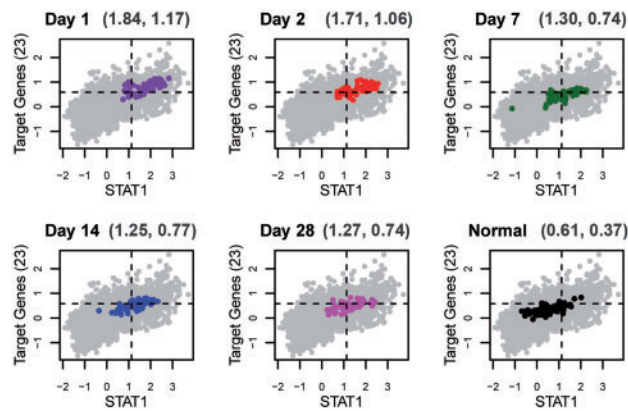 Day 1 (1.84, 1.17)
Target Genes (23)
2
1
0
−1
−2 −1 0 1 2 3
STAT1
Day 2 (1.71, 1.06)
Target Genes (23)
2
1
0
−1
−2 −1 0 1 2 3
STAT1
Day 7 (1.30, 0.74)
Target Genes (23)
2
1
0
−1
−2 −1 0 1 2 3
STAT1
Day 14 (1.25, 0.77)
Target Genes (23)
2
1
0
−1
−2 −1 0 1 2 3
STAT1
Day 28 (1.27, 0.74)
Target Genes (23)
2
1
0
−1
−2 −1 0 1 2 3
STAT1
Normal (0.61, 0.37)
Target Genes (23)
2
1
0
−1
−2 −1 0 1 2 3
STAT1